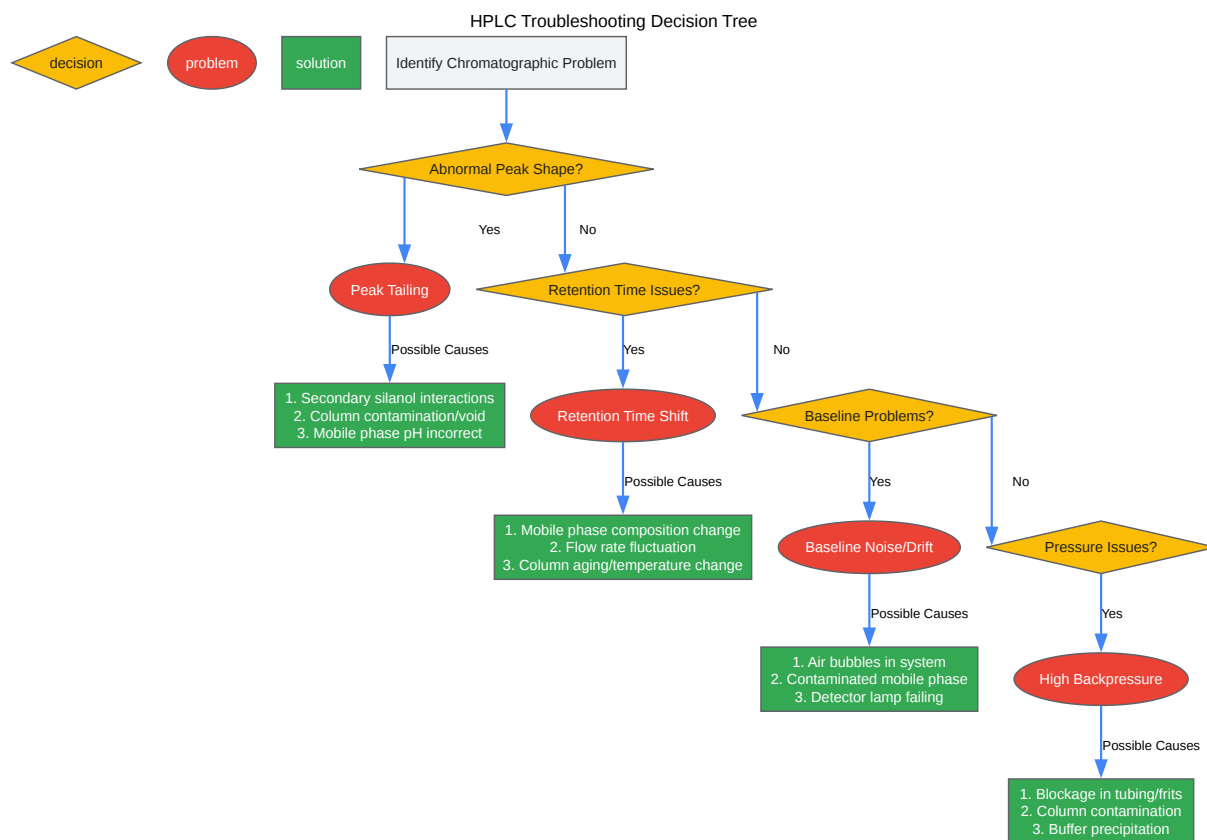 HPLC Troubleshooting Decision Tree
decision
problem
solution
Identify Chromatographic Problem
Abnormal Peak Shape?
Yes
No
Peak Tailing
Retention Time Issues?
Possible Causes
Yes
No
1. Secondary silanol interactions
2. Column contamination/void
3. Mobile phase pH incorrect
Retention Time Shift
Baseline Problems?
Possible Causes
Yes
No
1. Mobile phase composition change
2. Flow rate fluctuation
3. Column aging/temperature change
Baseline Noise/Drift
Pressure Issues?
Possible Causes
Yes
1. Air bubbles in system
2. Contaminated mobile phase
3. Detector lamp failing
High Backpressure
Possible Causes
1. Blockage in tubing/frits
2. Column contamination
3. Buffer precipitation